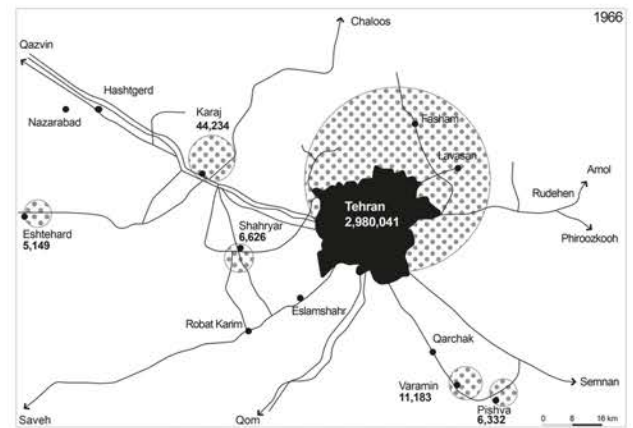 1966
Chaloos
Qazvin
Hashtgerd
Nazarabad
Karaj
44,234
Fasham
Lavasan
Amol
Rudehen
Phiroozkooh
Tehran
2,980,041
Eshtehard
5,149
Shahryar
6,626
Eslamshahr
Robat Karim
Qarchak
Varamin
11,183
Pishva
6,332
Semnan
Saveh
Qom
0 8 16 km